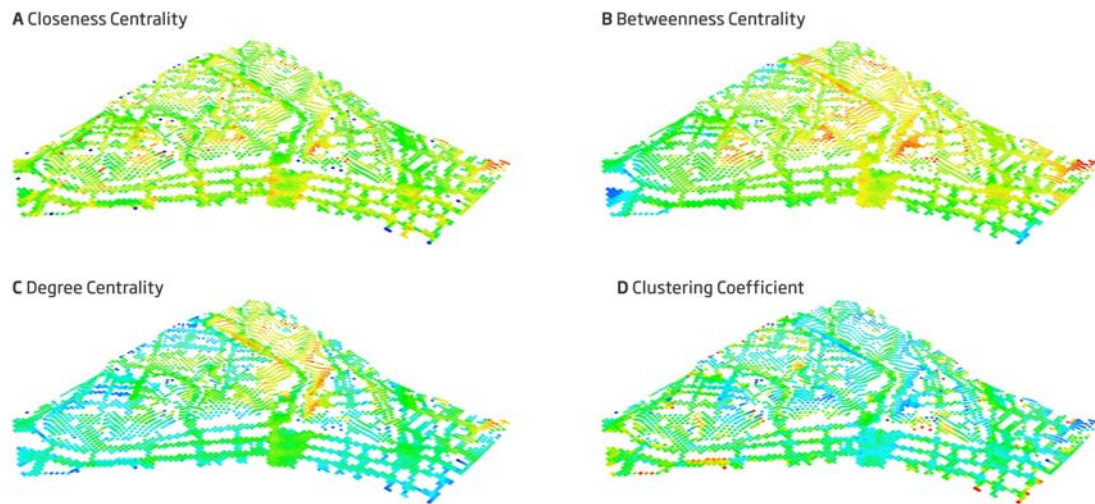 A Closeness Centrality
B Betweenness Centrality
C Degree Centrality
D Clustering Coefficient